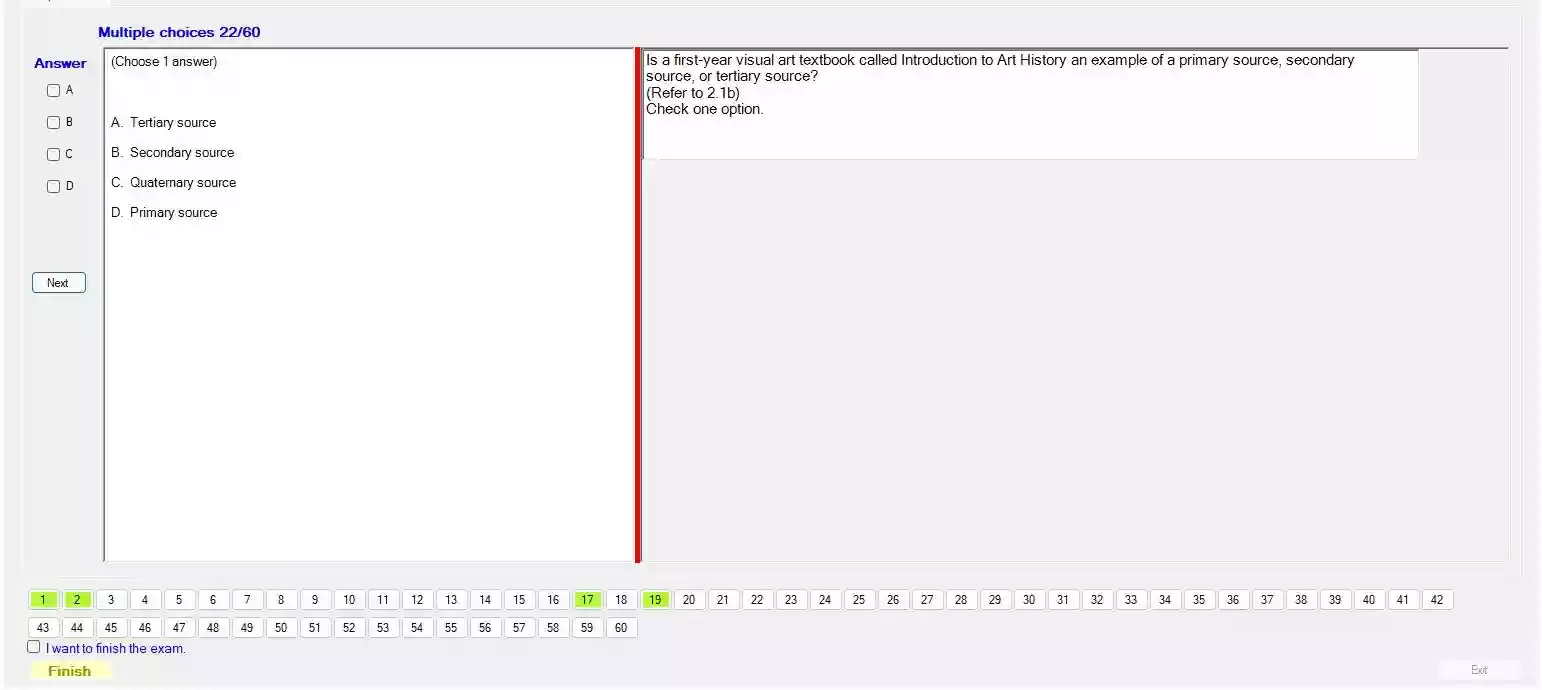 Multiple choices 22/60
Answer
(Choose 1 answer)
A
B
C
D
A. Tertiary source
B. Secondary source
C. Quaternary source
D. Primary source
Next
Is a first-year visual art textbook called Introduction to Art History an example of a primary source, secondary
source, or tertiary source?
(Refer to 2.1b)
Check one option.
1 2 3 4 5 6 7 8 9 10 11 12 13 14 15 16 17 18 19 20 21 22 23 24 25 26 27 28 29 30 31 32 33 34 35 36 37 38 39 40 41 42
43 44 45 46 47 48 49 50 51 52 53 54 55 56 57 58 59 60
I want to finish the exam.
Finish
Exit